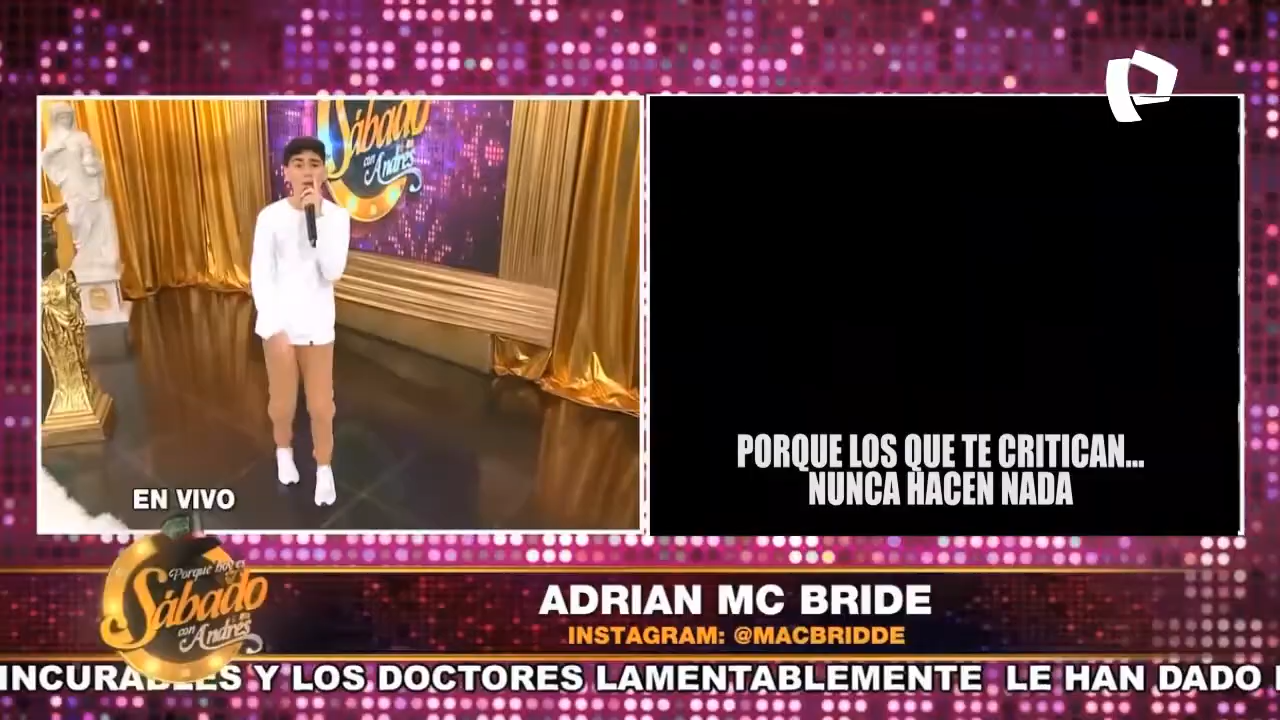 Sábado
con
Andrés
PORQUE LOS QUE TE CRITICAN...
NUNCA HACEN NADA
EN VIVO
Porque hoy es
Sábado
con
Andrés
ADRIAN MC BRIDE
INSTAGRAM: @MACBRIDDE
INCURABLES Y LOS DOCTORES LAMENTABLEMENTE LE HAN DADO